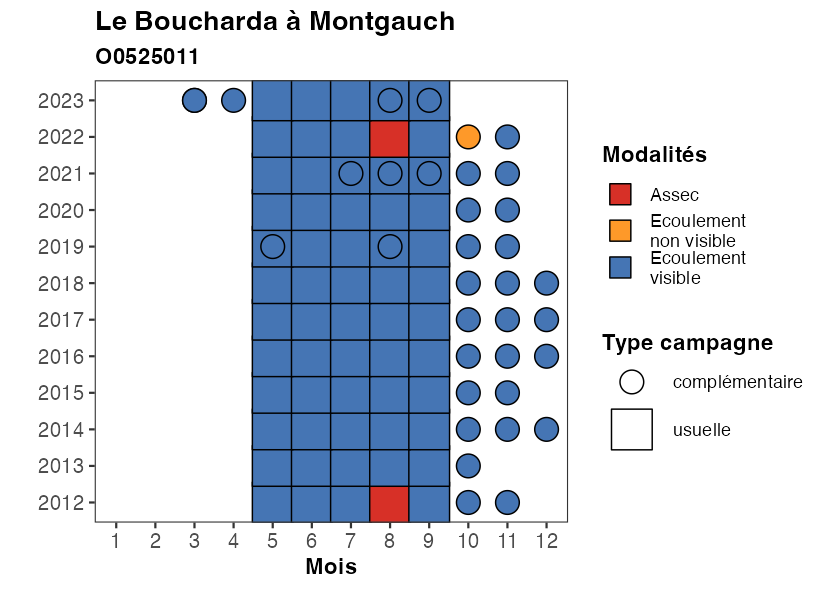 Le Boucharda à Montgauch
O0525011
2023
2022
2021
2020
2019
2018
2017
2016
2015
2014
2013
2012
1 2 3 4 5 6 7 8 9 10 11 12
Mois
Modalités
Assec
Ecoulement
non visible
Ecoulement
visible
Type campagne
complémentaire
usuelle